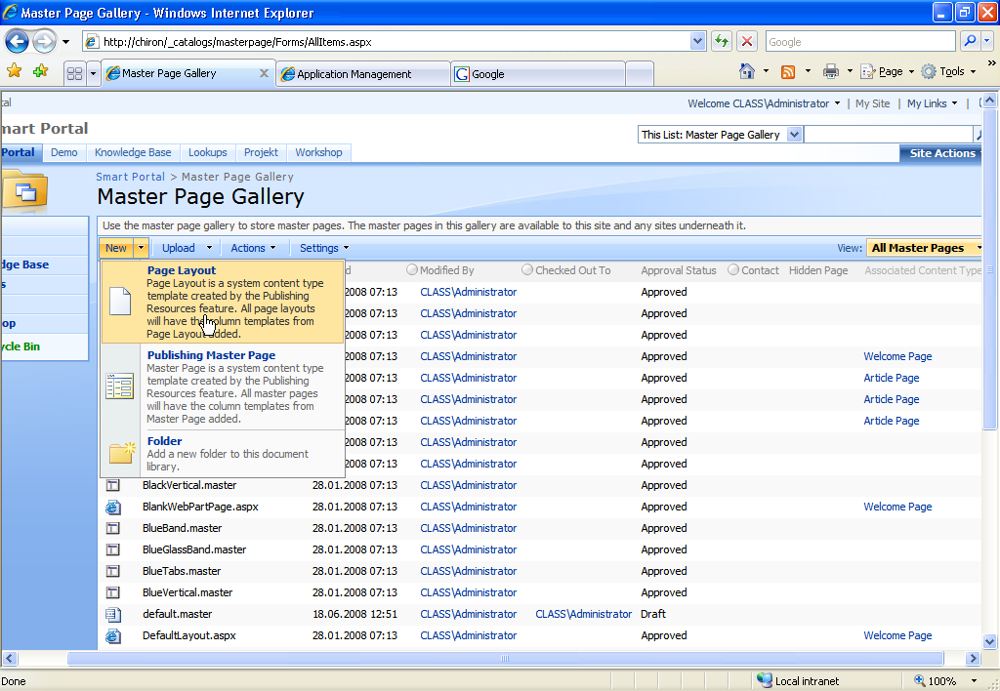 Master Page Gallery - Windows Internet Explorer
http://chiron/_catalogs/masterpage/Forms/AllItems.aspx
Google
Master Page Gallery
Application Management
Google
Page
Tools
tal
Welcome CLASS\Administrator | My Site | My Links |
mart Portal
This List: Master Page Gallery
Portal Demo Knowledge Base Lookups Projekt Workshop
Site Actions
Smart Portal > Master Page Gallery
Master Page Gallery
Use the master page gallery to store master pages. The master pages in this gallery are available to this site and any sites underneath it.
New Upload Actions Settings
View: All Master Pages
dge Base
s
op
ycle Bin
d Modified By Checked Out To Approval Status Contact Hidden Page Associated Content Type
Page Layout
Page Layout is a system content type
template created by the Publishing
Resources feature. All page layouts
will have the column templates from
Page Layout added.
Publishing Master Page
Master Page is a system content type
template created by the Publishing
Resources feature. All master pages
will have the column templates from
Master Page added.
Folder
Add a new folder to this document
library.
.2008 07:13 CLASS\Administrator Approved
.2008 07:13 CLASS\Administrator Approved
.2008 07:13 CLASS\Administrator Approved
.2008 07:13 CLASS\Administrator Approved Welcome Page
.2008 07:13 CLASS\Administrator Approved Article Page
.2008 07:13 CLASS\Administrator Approved Article Page
.2008 07:13 CLASS\Administrator Approved Article Page
.2008 07:13 CLASS\Administrator Approved
.2008 07:13 CLASS\Administrator Approved
BlackVertical.master 28.01.2008 07:13 CLASS\Administrator Approved
BlankWebPartPage.aspx 28.01.2008 07:13 CLASS\Administrator Approved Welcome Page
BlueBand.master 28.01.2008 07:13 CLASS\Administrator Approved
BlueGlassBand.master 28.01.2008 07:13 CLASS\Administrator Approved
BlueTabs.master 28.01.2008 07:13 CLASS\Administrator Approved
BlueVertical.master 28.01.2008 07:13 CLASS\Administrator Approved
default.master 18.06.2008 12:51 CLASS\Administrator CLASS\Administrator Draft
DefaultLayout.aspx 28.01.2008 07:13 CLASS\Administrator Approved Welcome Page
Done
Local intranet
100%